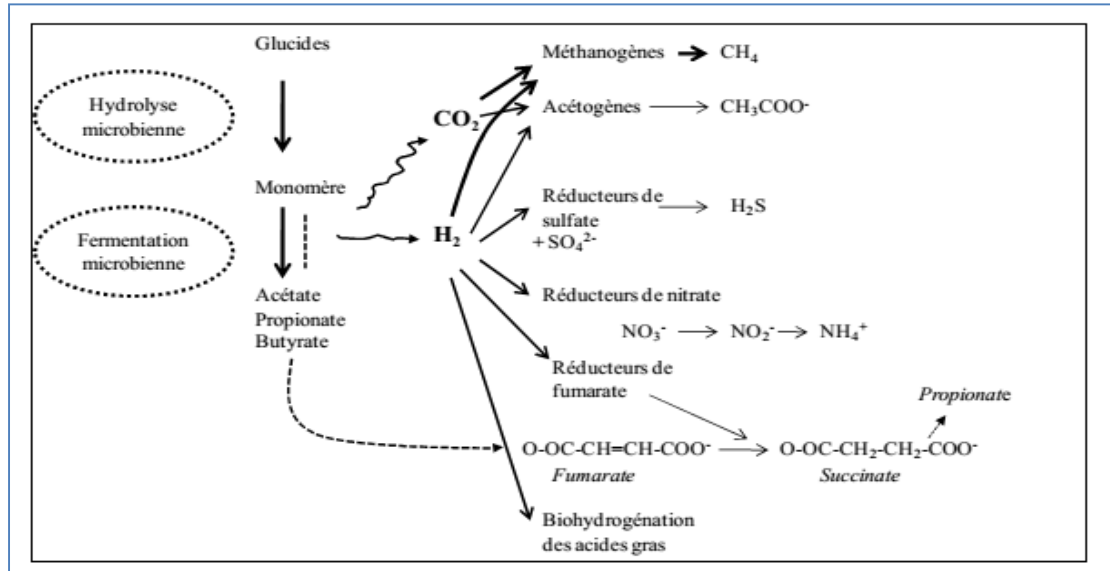 Glucides
Hydrolyse
microbienne
Monomère
Fermentation
microbienne
Acétate
Propionate
Butyrate
CO₂
H₂
Méthanogènes
CH₄
Acétogènes
CH₃COO⁻
Réducteurs de
sulfate
+ SO₄²⁻
H₂S
Réducteurs de nitrate
NO₃⁻
NO₂⁻
NH₄⁺
Réducteurs de
fumarate
Propionate
O-OC-CH=CH-COO⁻
Fumarate
O-OC-CH₂-CH₂-COO⁻
Succinate
Biohydrogénation
des acides gras